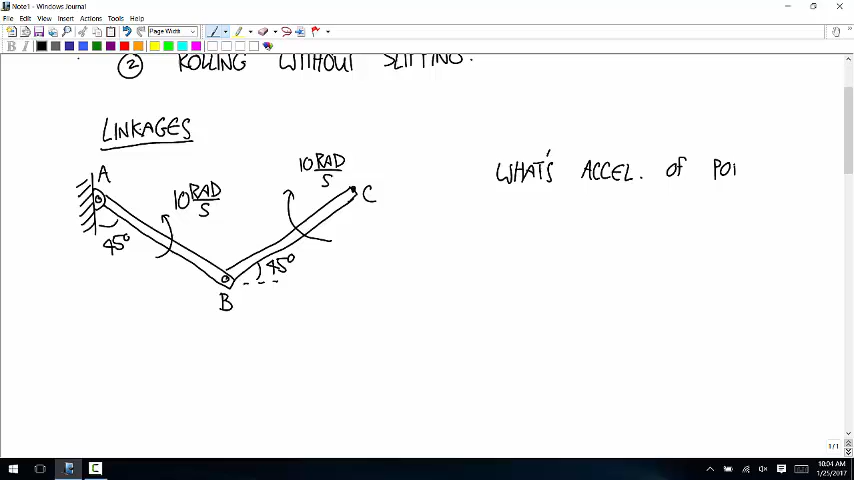 Note1 - Windows Journal
File Edit View Insert Actions Tools Help
Page Width
B I
② ROLLING WITHOUT SLIPPING.
LINKAGES
WHAT'S ACCEL. of POI
A
10 RAD/S
10 RAD/S
C
45°
45°
B
1/1
10:04 AM
1/25/2017